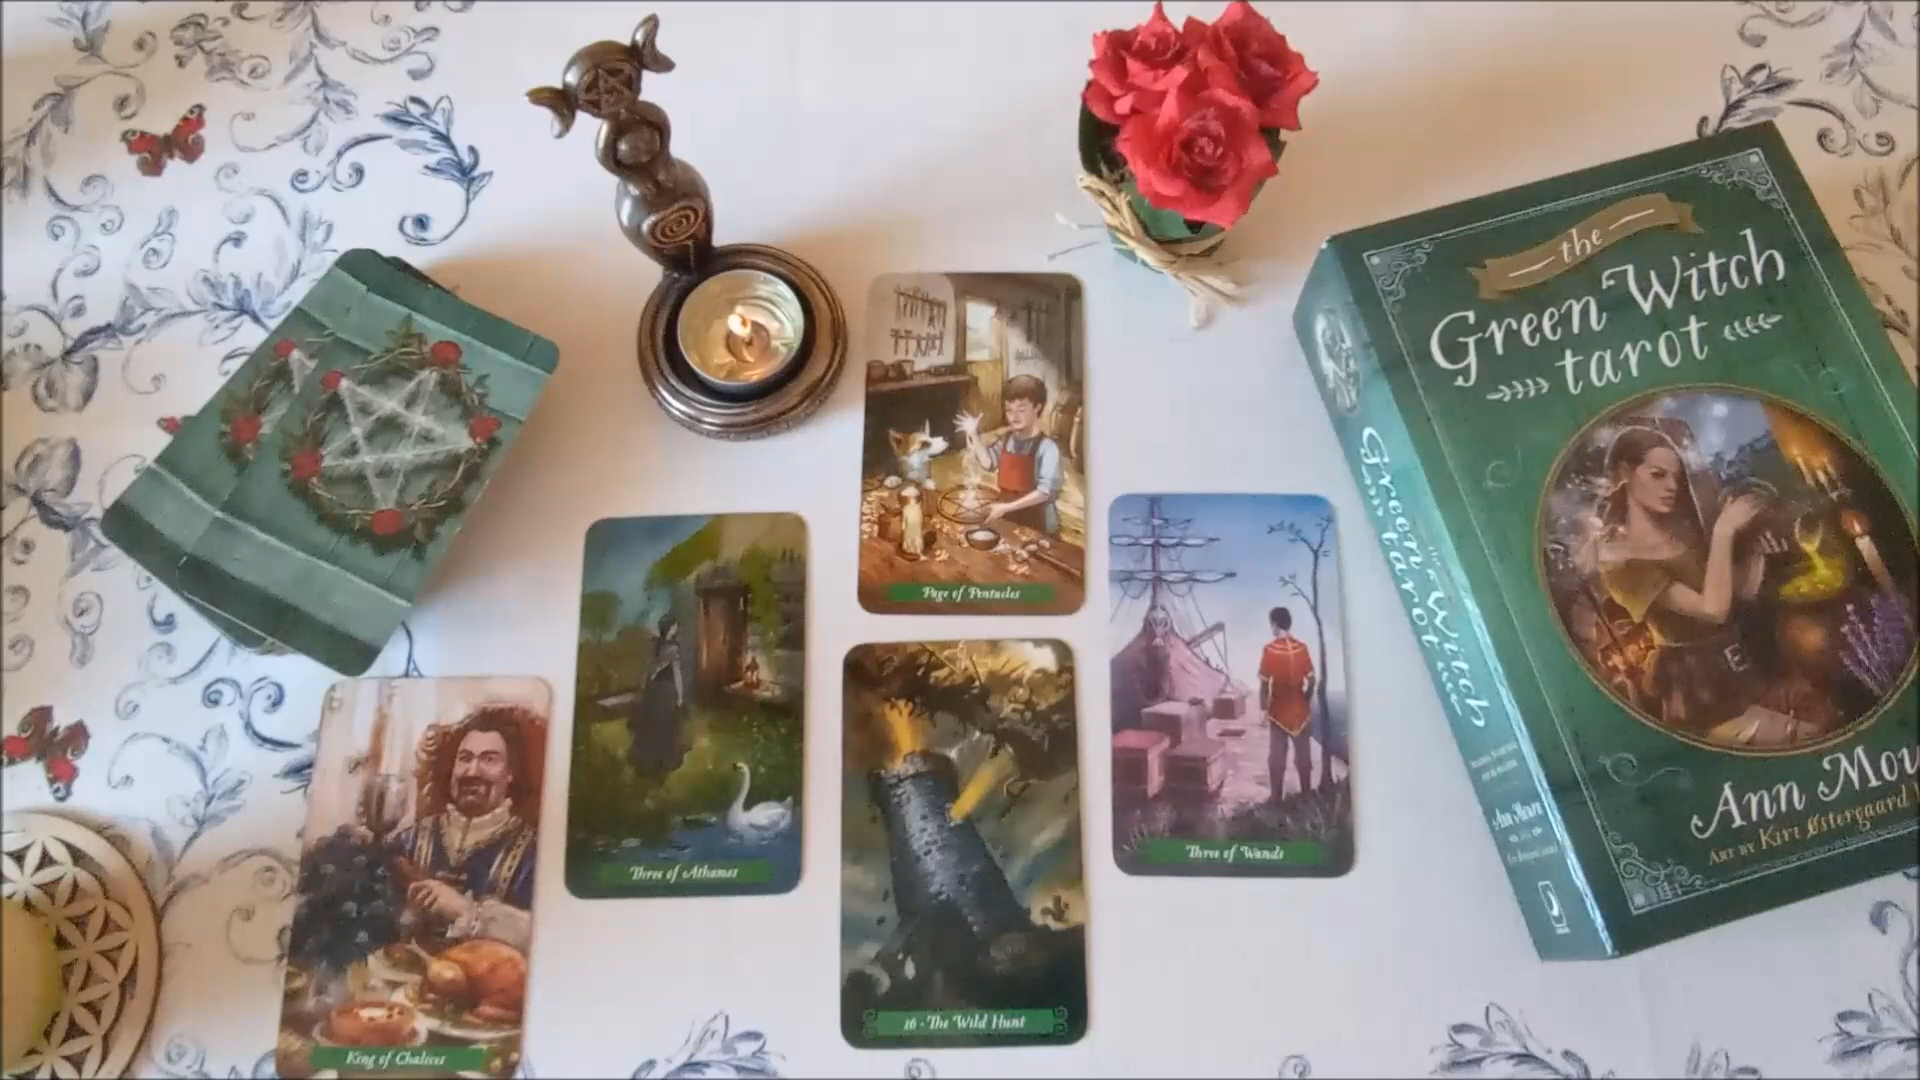 the
Green Witch
tarot
Green Witch
tarot
Ann
Art by Kiri Østergaard
Page of Pentacles
Three of Athames
Three of Wands
16 · The Wild Hunt
King of Chalices